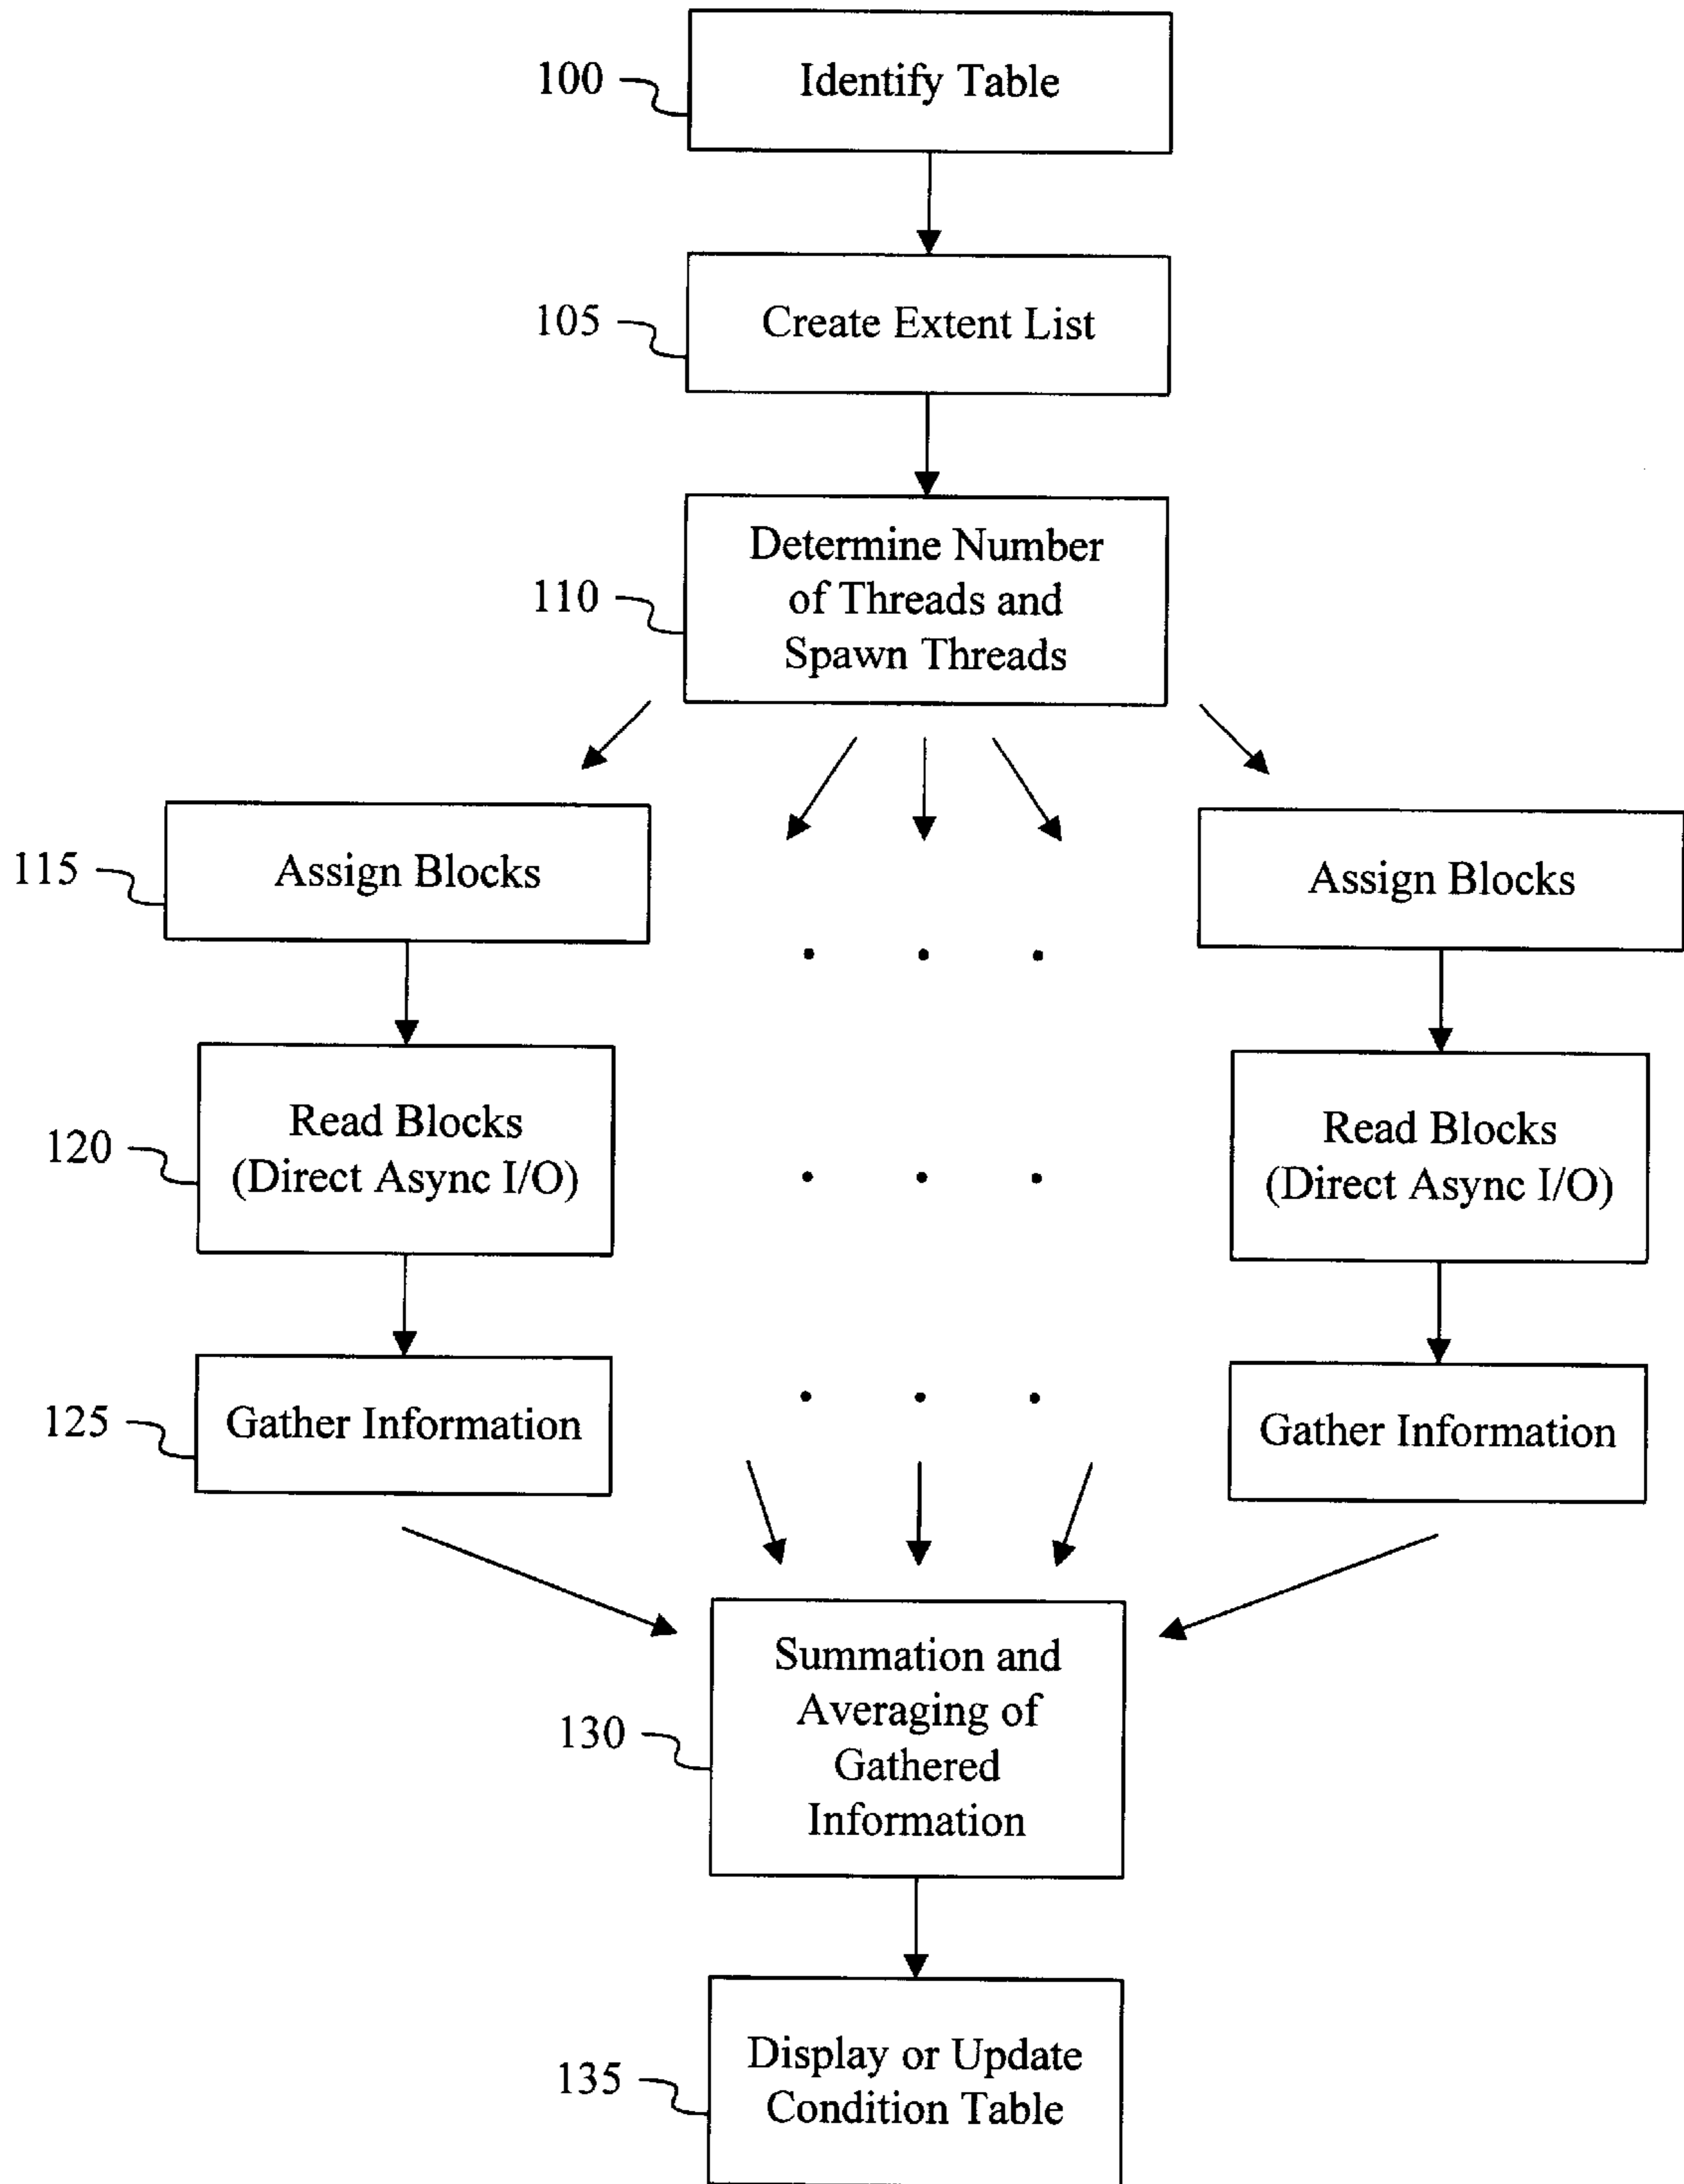 100
Identify Table
105
Create Extent List
110
Determine Number
of Threads and
Spawn Threads
115
Assign Blocks
Assign Blocks
120
Read Blocks
(Direct Async I/O)
Read Blocks
(Direct Async I/O)
125
Gather Information
Gather Information
130
Summation and
Averaging of
Gathered
Information
135
Display or Update
Condition Table